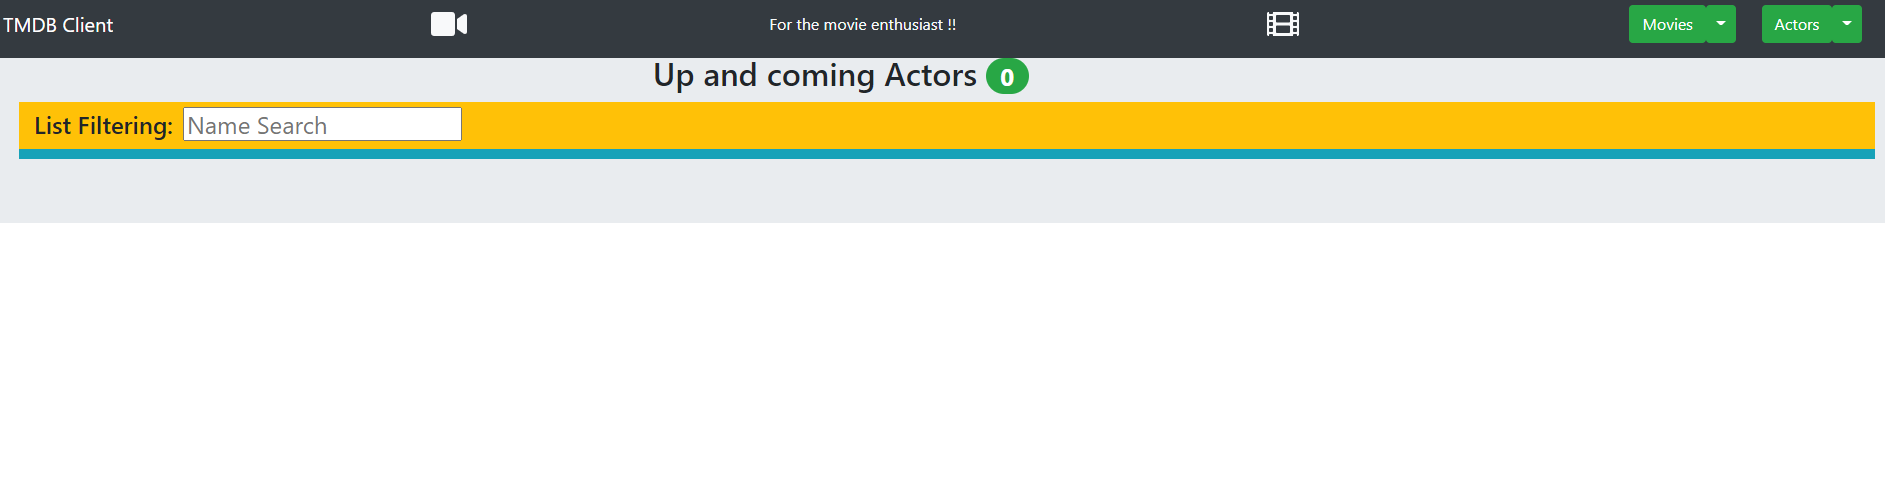 TMDB Client
For the movie enthusiast !!
Movies
Actors
Up and coming Actors 0
List Filtering: Name Search